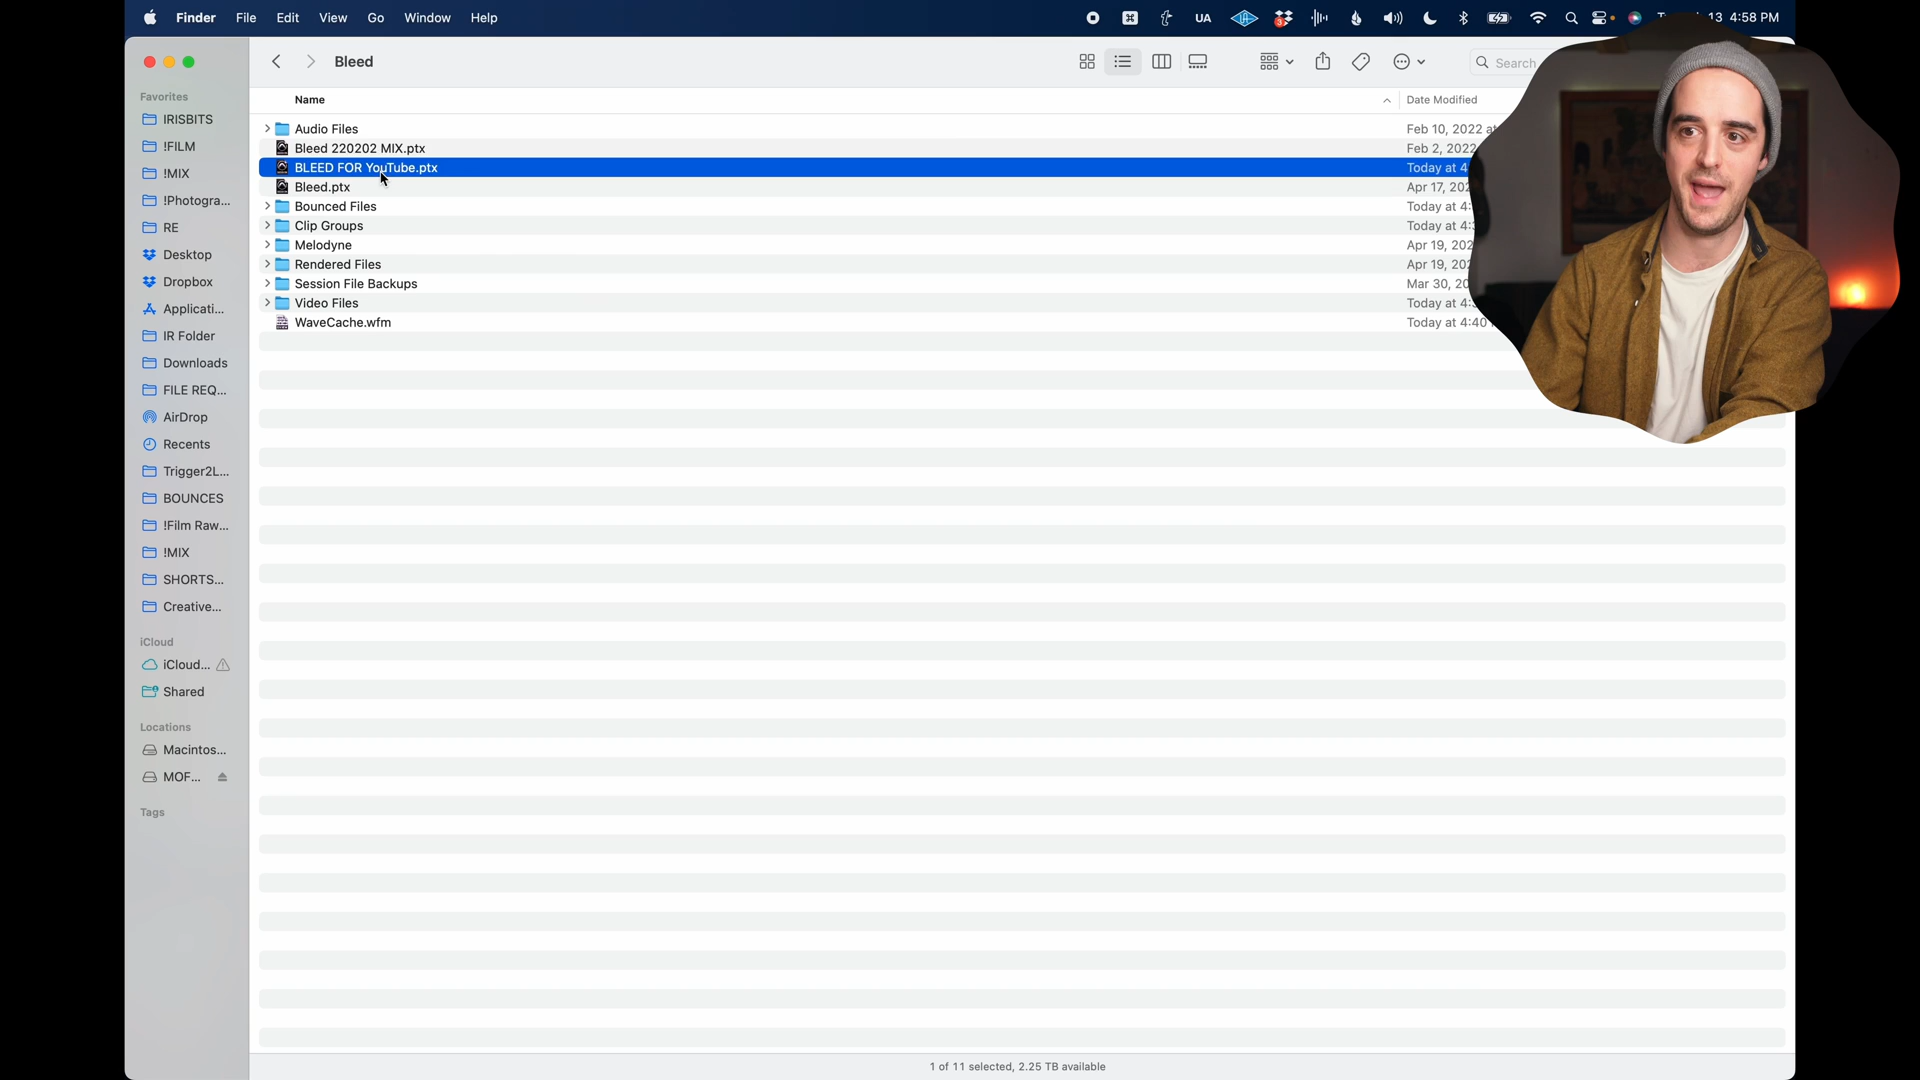 Finder File Edit View Go Window Help
UA 3 13 4:58 PM
Bleed
Search
Name Date Modified
Favorites
IRISBITS
!FILM
!MIX
!Photogra...
RE
Desktop
Dropbox
Applicati...
IR Folder
Downloads
FILE REQ...
AirDrop
Recents
Trigger2L...
BOUNCES
!Film Raw...
!MIX
SHORTS...
Creative...
iCloud
iCloud...
Shared
Locations
Macintos...
MOF...
Tags
Audio Files Feb 10, 2022
Bleed 220202 MIX.ptx Feb 2, 2022
BLEED FOR YouTube.ptx Today at 4
Bleed.ptx Apr 17,
Bounced Files Today at 4:
Clip Groups Today at 4:
Melodyne Apr 19,
Rendered Files Apr 19,
Session File Backups Mar 30,
Video Files Today at 4:
WaveCache.wfm Today at 4:40
1 of 11 selected, 2.25 TB available